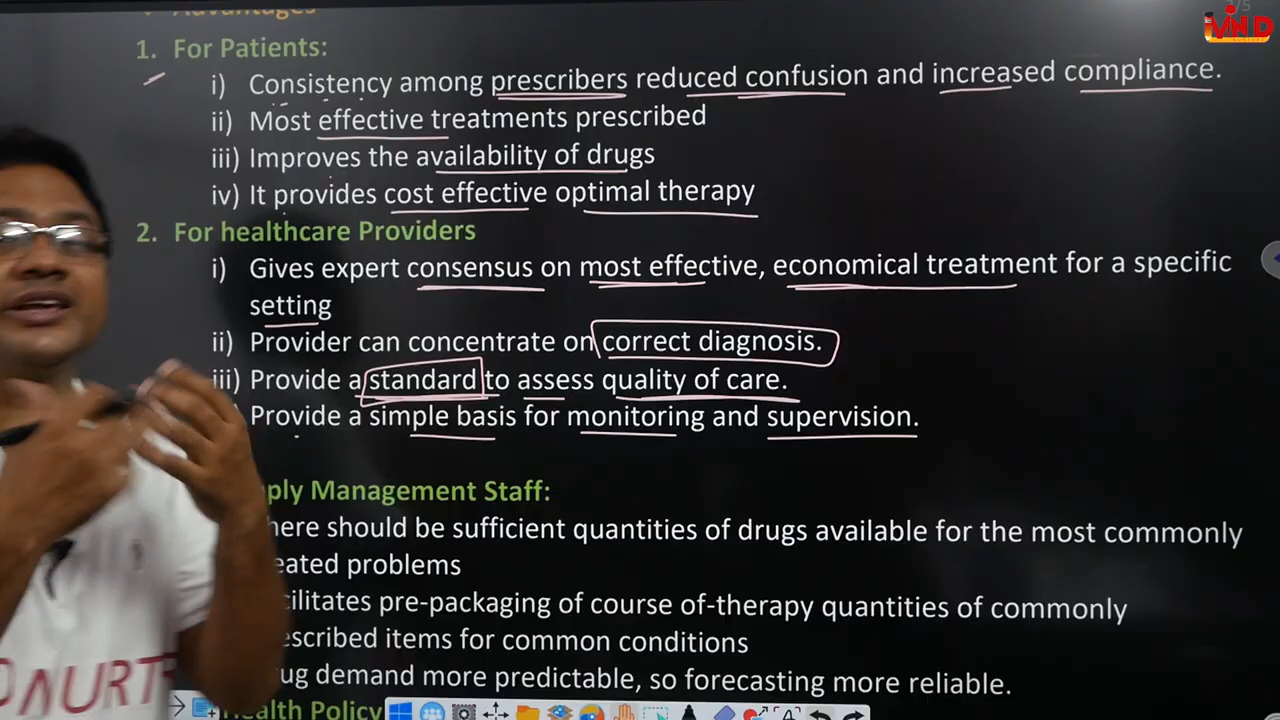 Advantages
1. For Patients:
i) Consistency among prescribers reduced confusion and increased compliance.
ii) Most effective treatments prescribed
iii) Improves the availability of drugs
iv) It provides cost effective optimal therapy
2. For healthcare Providers
i) Gives expert consensus on most effective, economical treatment for a specific
setting
ii) Provider can concentrate on correct diagnosis.
iii) Provide a standard to assess quality of care.
Provide a simple basis for monitoring and supervision.
ply Management Staff:
here should be sufficient quantities of drugs available for the most commonly
eated problems
cilitates pre-packaging of course of-therapy quantities of commonly
escribed items for common conditions
ug demand more predictable, so forecasting more reliable.
Health Policy